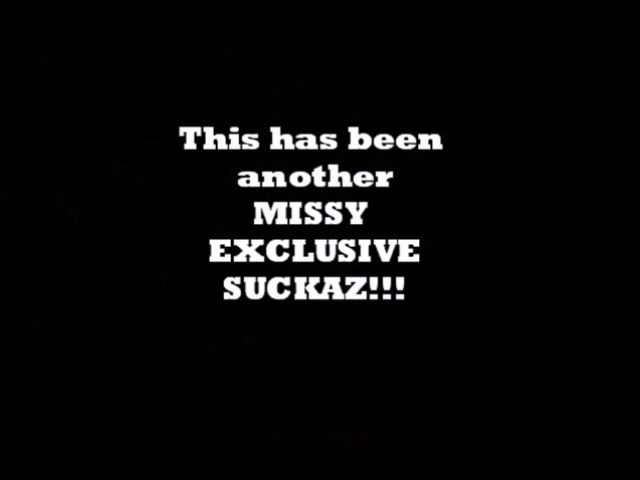 This has been
another
MISSY
EXCLUSIVE
SUCKAZ!!!